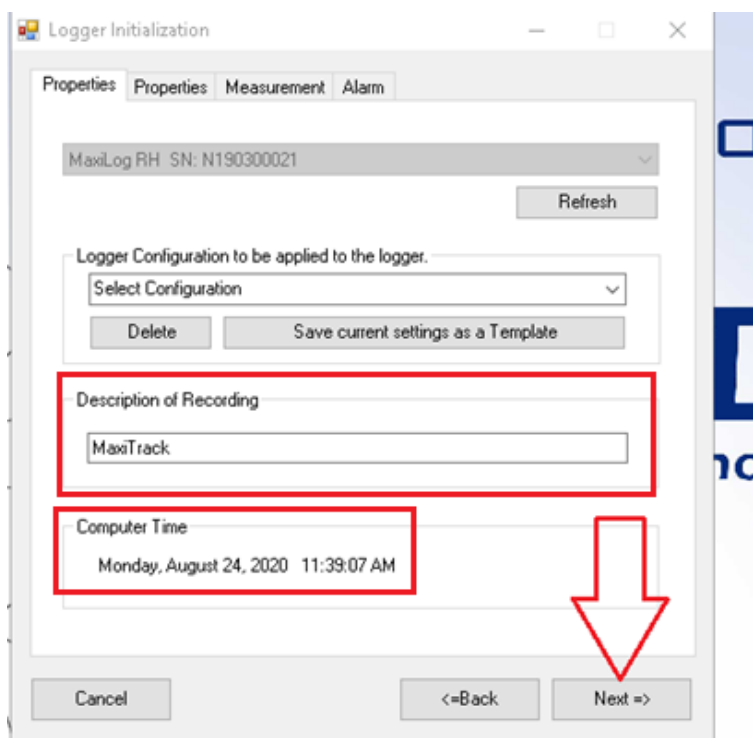 Logger Initialization
Properties Properties Measurement Alarm
MaxiLog RH SN: N190300021
Refresh
Logger Configuration to be applied to the logger.
Select Configuration
Delete Save current settings as a Template
Description of Recording
MaxiTrack
Computer Time
Monday, August 24, 2020 11:39:07 AM
Cancel <=Back Next =>